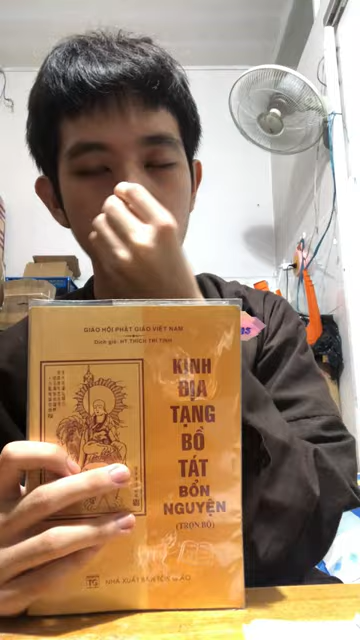 GIÁO HỘI PHẬT GIÁO VIỆT NAM
Dịch giả: HT THÍCH TRÍ TỊNH
KINH
ĐỊA
TẠNG
BỒ
TÁT
BỔN
NGUYỆN
(TRỌN BỘ)
NHÀ XUẤT BẢN TÔN GIÁO